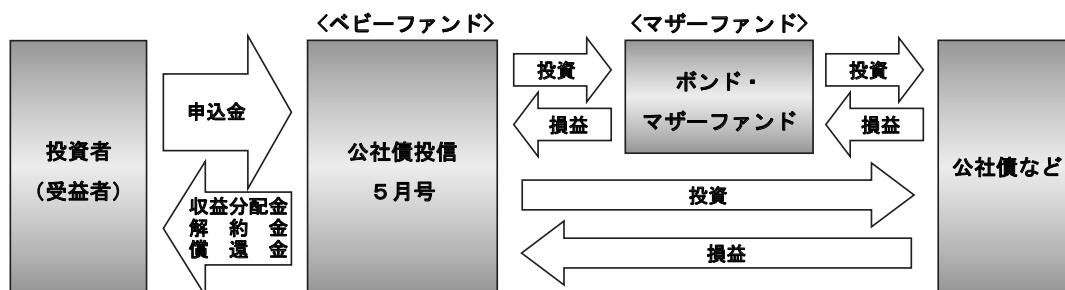 <ベビーファンド>
<マザーファンド>
投資者
(受益者)
申込金
収益分配金
解約金
償還金
公社債投信
5月号
投資
損益
ボンド・
マザーファンド
投資
損益
投資
損益
公社債など